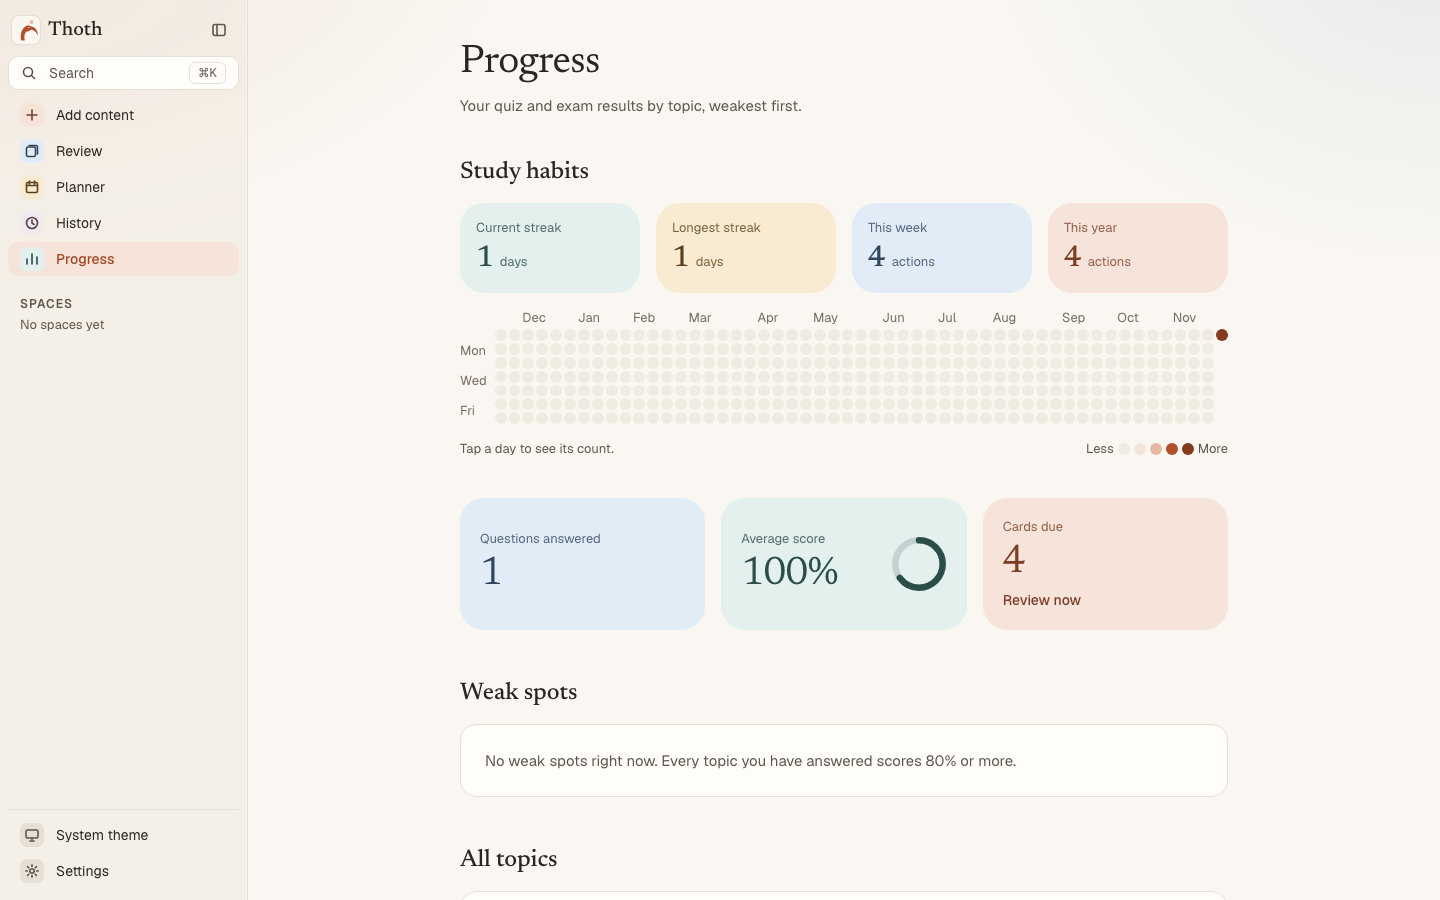 Thoth
Search ⌘K
Add content
Review
Planner
History
Progress
SPACES
No spaces yet
System theme
Settings
Progress
Your quiz and exam results by topic, weakest first.
Study habits
Current streak
1 days
Longest streak
1 days
This week
4 actions
This year
4 actions
Dec Jan Feb Mar Apr May Jun Jul Aug Sep Oct Nov
Mon
Wed
Fri
Tap a day to see its count.
Less More
Questions answered
1
Average score
100%
Cards due
4
Review now
Weak spots
No weak spots right now. Every topic you have answered scores 80% or more.
All topics